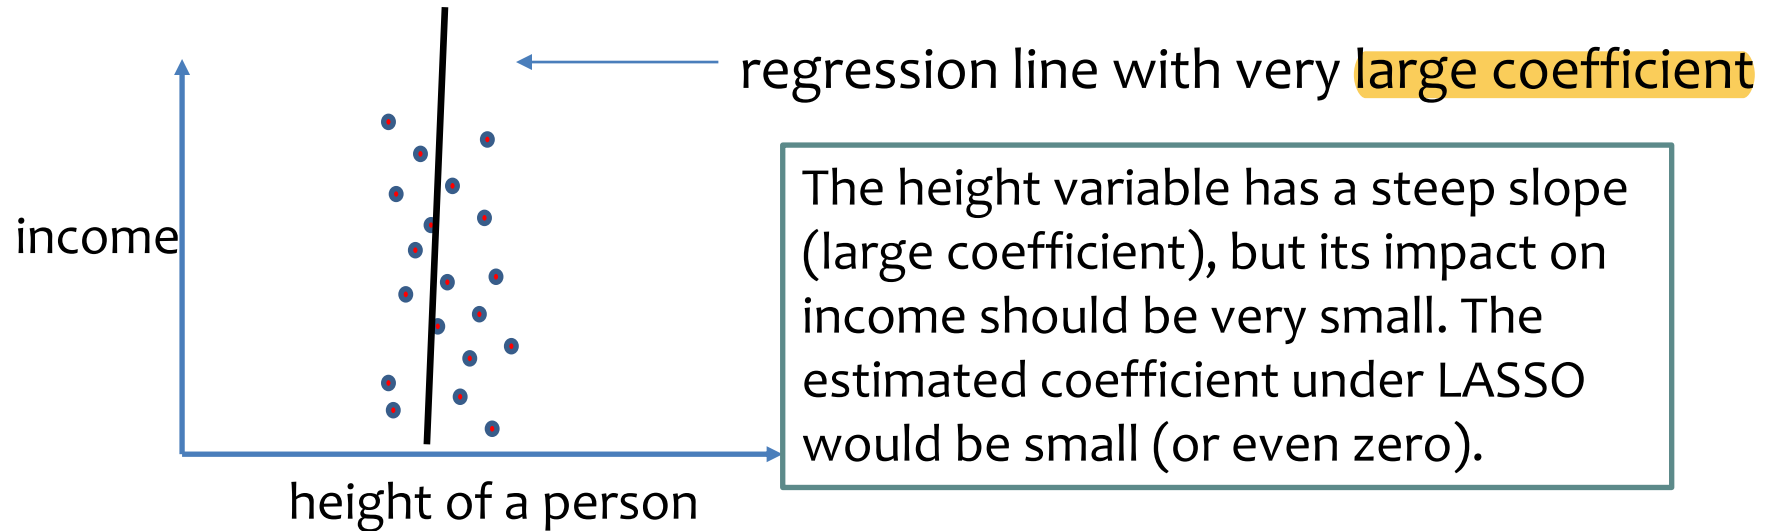 regression line with very large coefficient
The height variable has a steep slope
(large coefficient), but its impact on
income should be very small. The
estimated coefficient under LASSO
would be small (or even zero).
income
height of a person